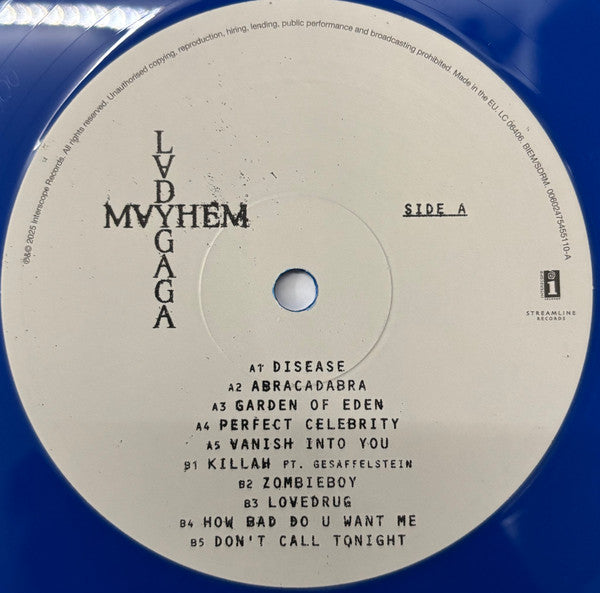 ℗&© 2025 Interscope Records. All rights reserved. Unauthorised copying, reproduction, hiring, lending, public performance and broadcasting prohibited. Made in the EU. LC 06406. BIEM/SDRM. 00602475455110-A
LADYGAGA
MAYHEM
SIDE A
i
STREAMLINE
RECORDS
A1 DISEASE
A2 ABRACADABRA
A3 GARDEN OF EDEN
A4 PERFECT CELEBRITY
A5 VANISH INTO YOU
B1 KILLAH FT. GESAFFELSTEIN
B2 ZOMBIEBOY
B3 LOVEDRUG
B4 HOW BAD DO U WANT ME
B5 DON'T CALL TONIGHT